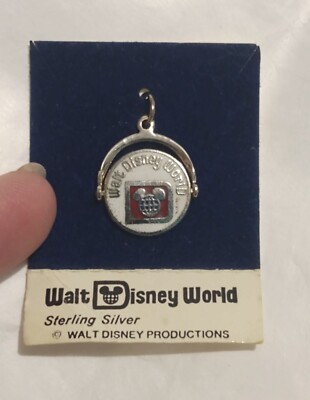 Walt Disney World
Walt Disney World
Sterling Silver
© WALT DISNEY PRODUCTIONS